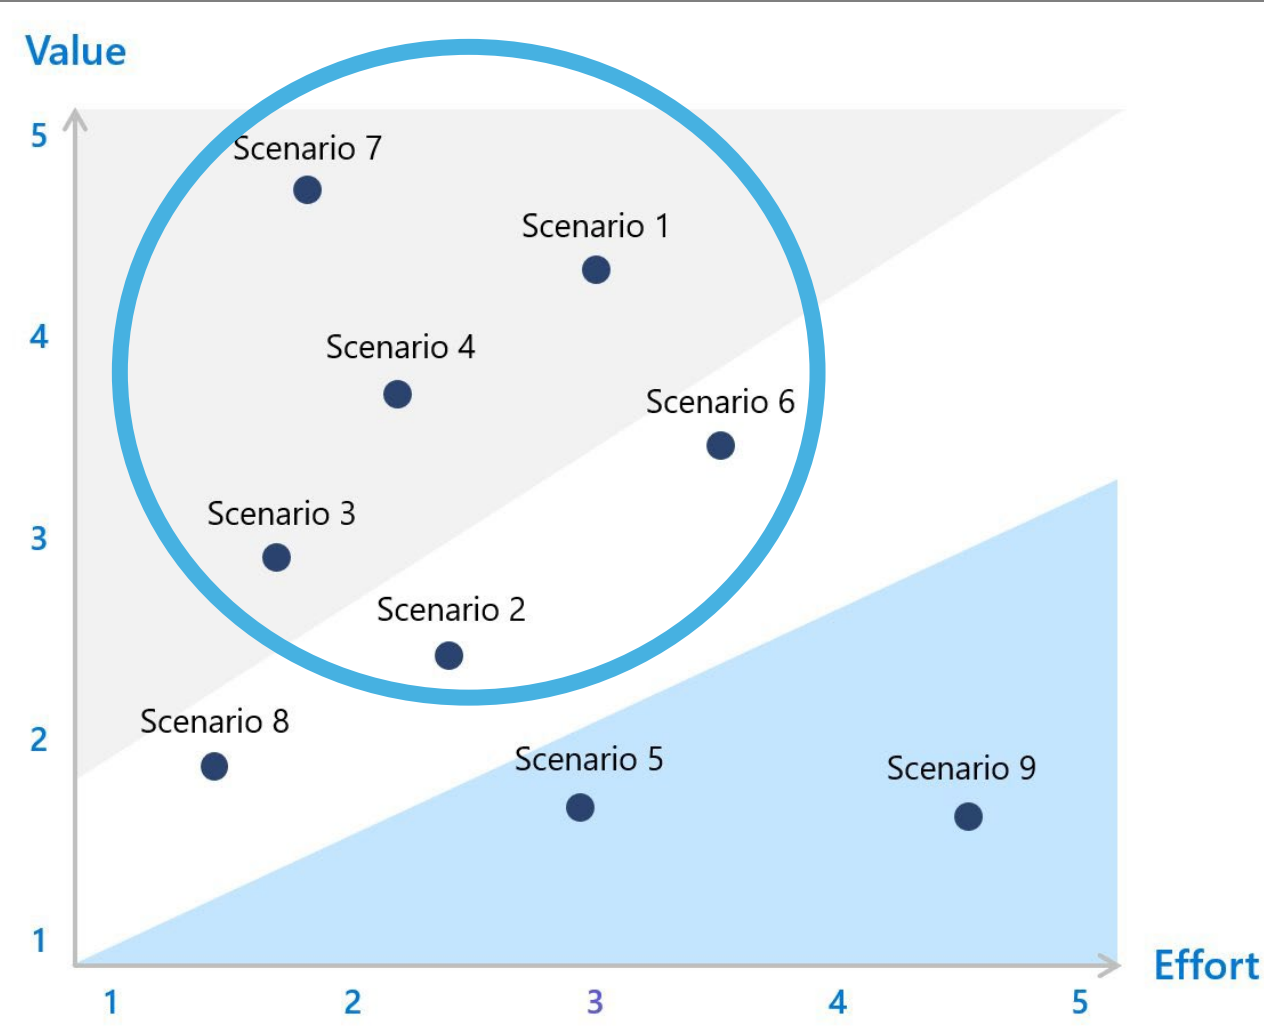 Value
5
Scenario 7
Scenario 1
4
Scenario 4
Scenario 6
3
Scenario 3
Scenario 2
2
Scenario 8
Scenario 5
Scenario 9
1
Effort
1 2 3 4 5